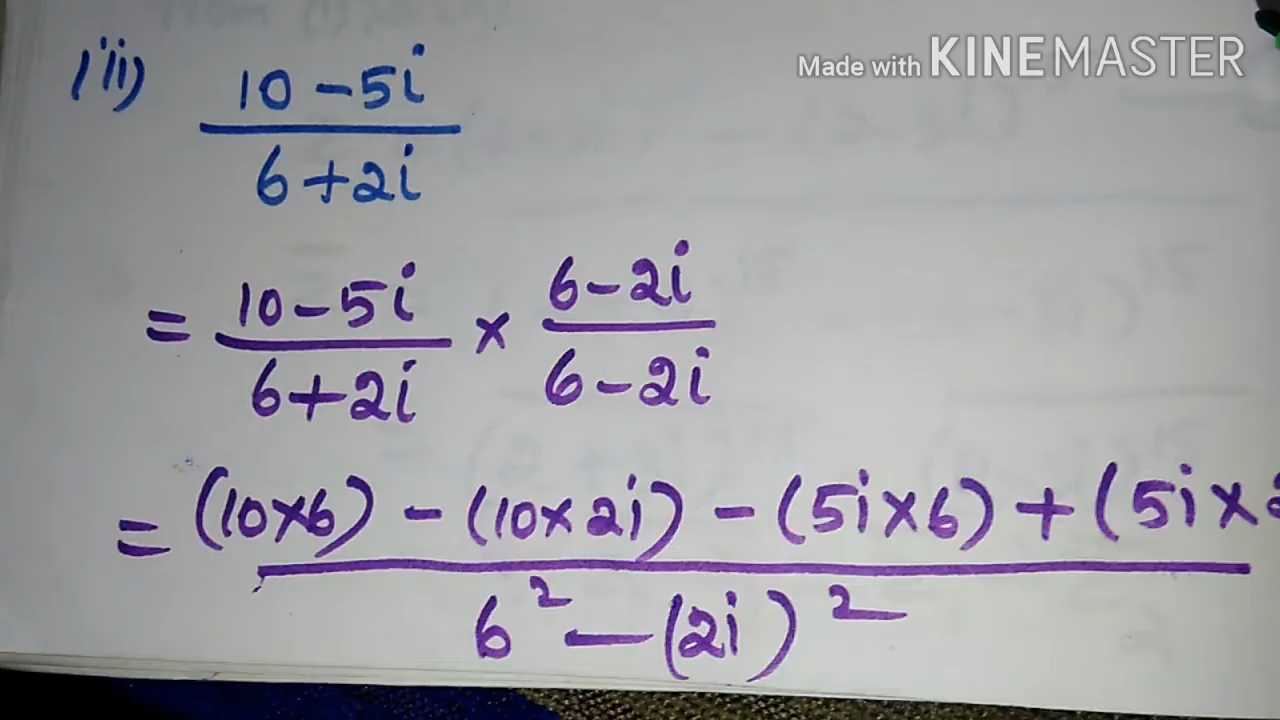 Made with KINEMASTER
(ii) 10 - 5i
6 + 2i
= 10 - 5i × 6 - 2i
6 + 2i 6 - 2i
= (10×6) - (10×2i) - (5i×6) + (5i×
6² - (2i)²